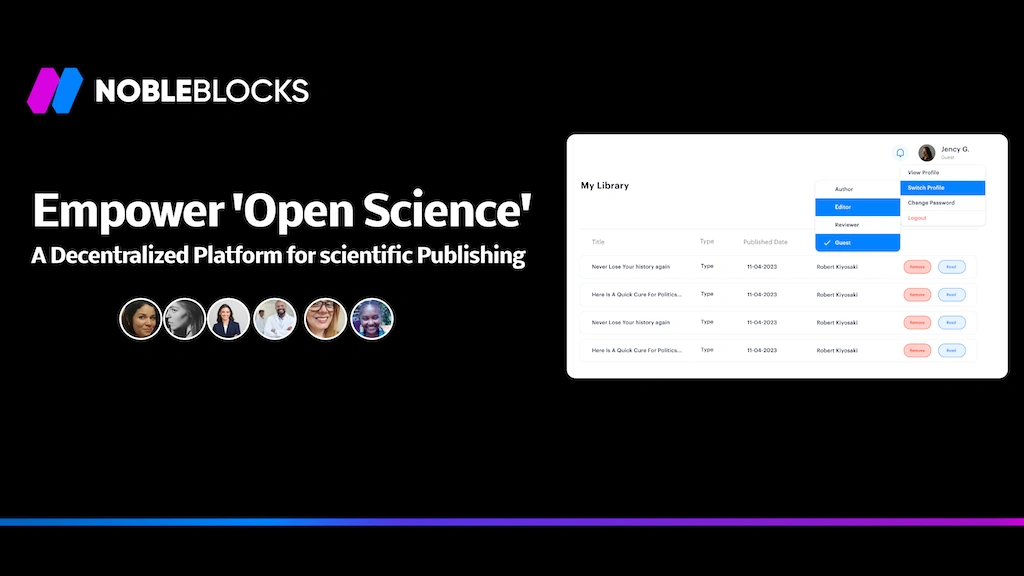 NOBLEBLOCKS
Empower 'Open Science'
A Decentralized Platform for scientific Publishing
Jency G.
Guest
View Profile
Switch Profile
Change Password
Logout
My Library
Author
Editor
Reviewer
Guest
Title Type Published Date
Never Lose Your history again Type 11-04-2023 Robert Kiyosaki Remove Read
Here Is A Quick Cure For Politics... Type 11-04-2023 Robert Kiyosaki Remove Read
Never Lose Your history again Type 11-04-2023 Robert Kiyosaki Remove Read
Here Is A Quick Cure For Politics... Type 11-04-2023 Robert Kiyosaki Remove Read